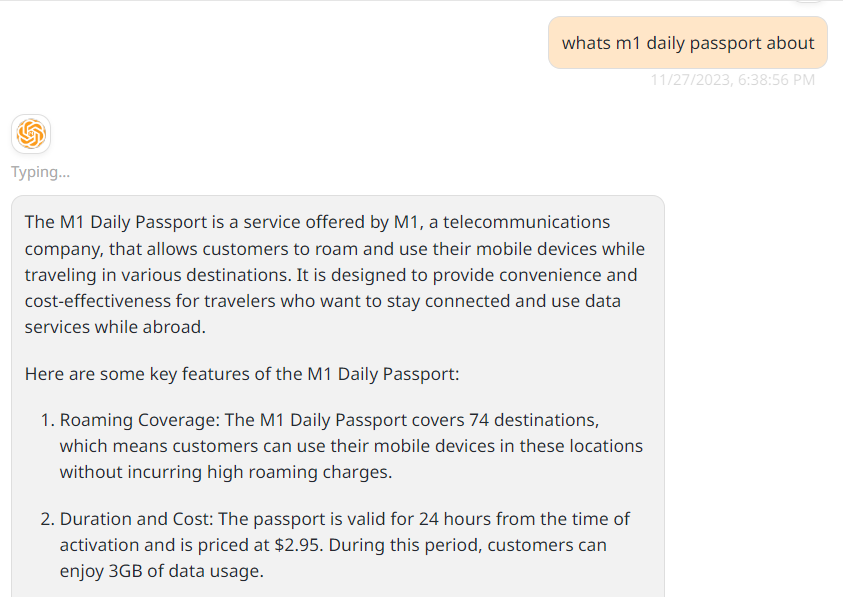 whats m1 daily passport about
11/27/2023, 6:38:56 PM
Typing...
The M1 Daily Passport is a service offered by M1, a telecommunications
company, that allows customers to roam and use their mobile devices while
traveling in various destinations. It is designed to provide convenience and
cost-effectiveness for travelers who want to stay connected and use data
services while abroad.
Here are some key features of the M1 Daily Passport:
1. Roaming Coverage: The M1 Daily Passport covers 74 destinations,
which means customers can use their mobile devices in these locations
without incurring high roaming charges.
2. Duration and Cost: The passport is valid for 24 hours from the time of
activation and is priced at $2.95. During this period, customers can
enjoy 3GB of data usage.